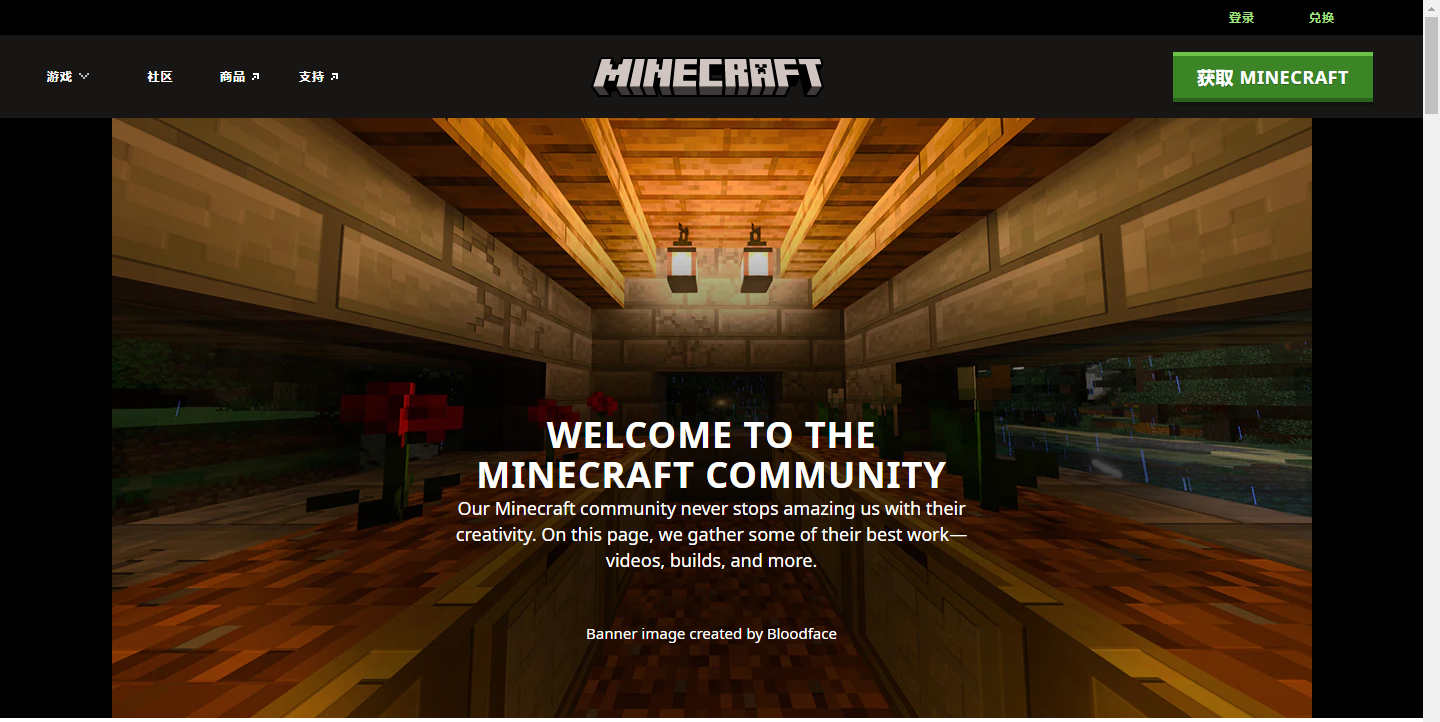 登录 兑换
游戏 社区 商品 支持 MINECRAFT 获取 MINECRAFT
WELCOME TO THE
MINECRAFT COMMUNITY
Our Minecraft community never stops amazing us with their
creativity. On this page, we gather some of their best work—
videos, builds, and more.
Banner image created by Bloodface